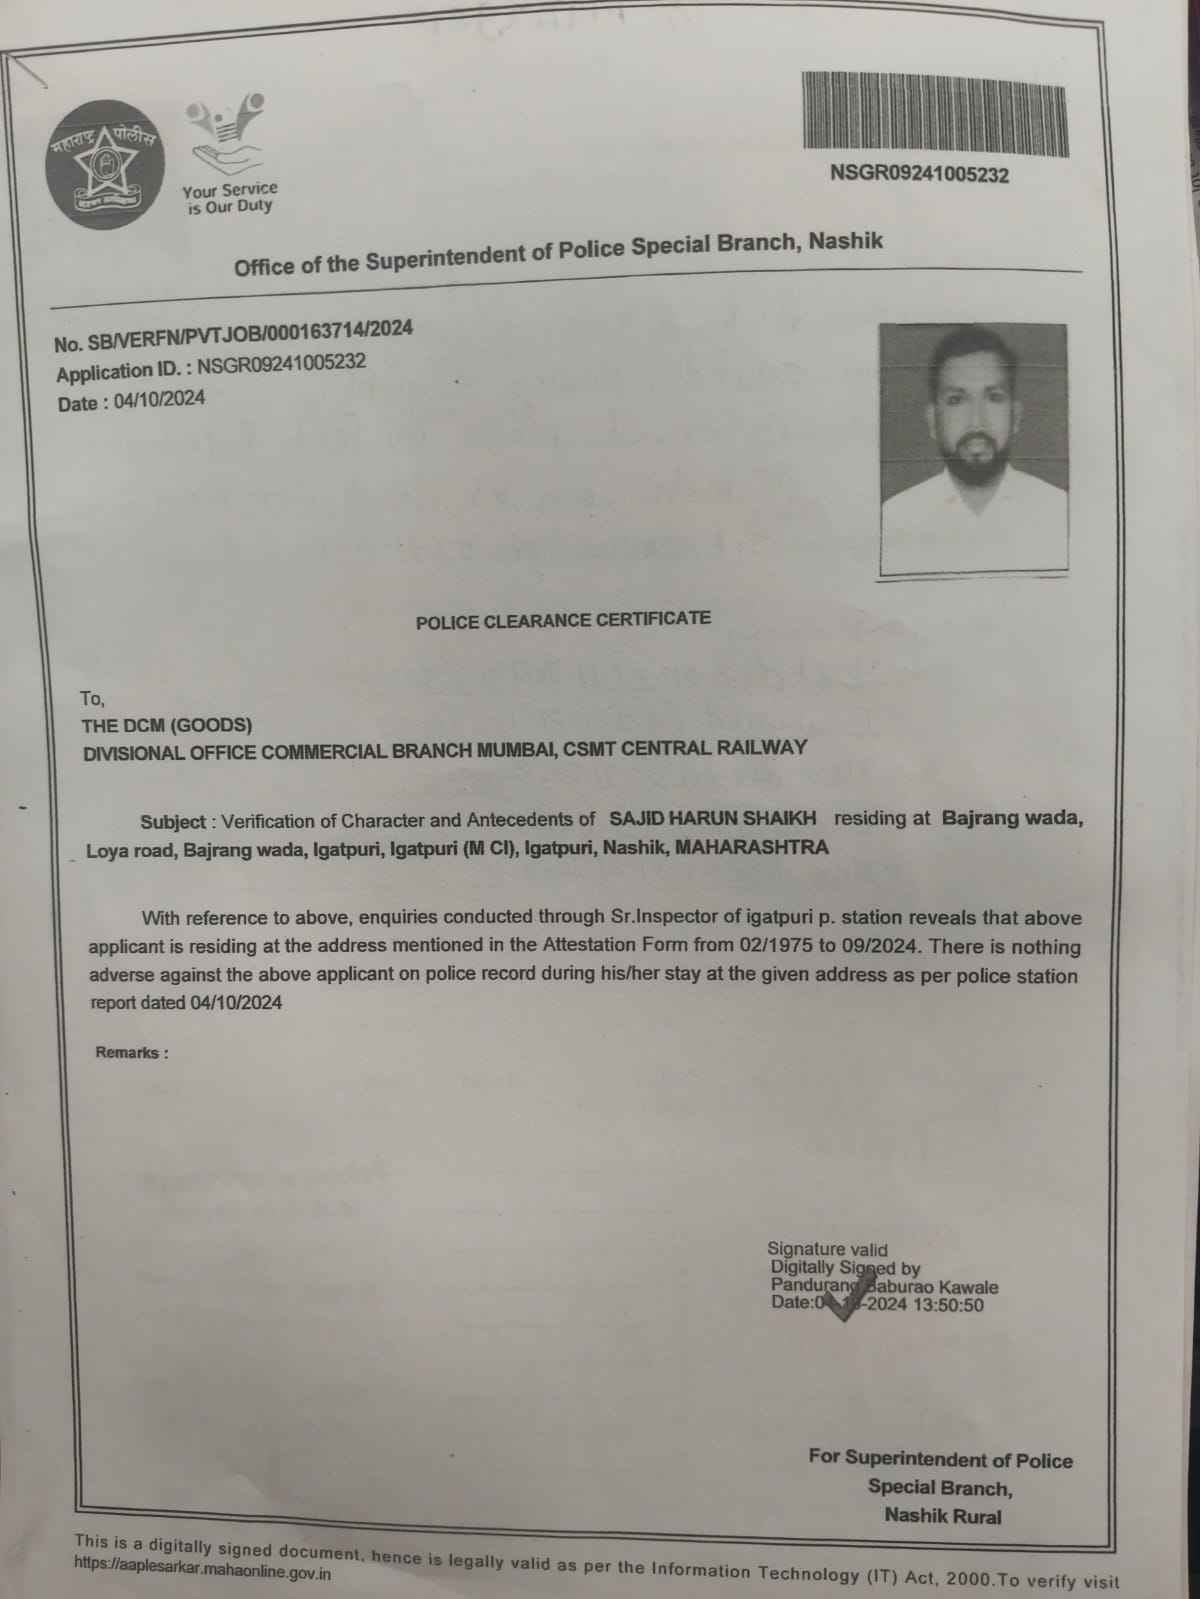 महाराष्ट्र पोलीस
Your Service
is Our Duty
NSGR09241005232
Office of the Superintendent of Police Special Branch, Nashik
No. SB/VERFN/PVTJOB/000163714/2024
Application ID. : NSGR09241005232
Date : 04/10/2024
POLICE CLEARANCE CERTIFICATE
To,
THE DCM (GOODS)
DIVISIONAL OFFICE COMMERCIAL BRANCH MUMBAI, CSMT CENTRAL RAILWAY
Subject : Verification of Character and Antecedents of SAJID HARUN SHAIKH residing at Bajrang wada,
Loya road, Bajrang wada, Igatpuri, Igatpuri (M Cl), Igatpuri, Nashik, MAHARASHTRA
With reference to above, enquiries conducted through Sr.Inspector of igatpuri p. station reveals that above
applicant is residing at the address mentioned in the Attestation Form from 02/1975 to 09/2024. There is nothing
adverse against the above applicant on police record during his/her stay at the given address as per police station
report dated 04/10/2024
Remarks :
Signature valid
Digitally Signed by
Pandurang Baburao Kawale
Date:04-10-2024 13:50:50
For Superintendent of Police
Special Branch,
Nashik Rural
This is a digitally signed document, hence is legally valid as per the Information Technology (IT) Act, 2000.To verify visit
https://aaplesarkar.mahaonline.gov.in